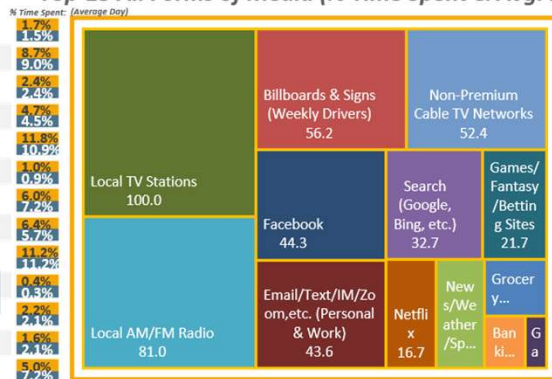 % Time Spent: (Average Day)
1.7%
1.5%
8.7%
9.0%
2.4%
2.4%
4.7%
4.5%
11.8%
10.9%
1.0%
0.9%
6.0%
7.2%
6.4%
5.7%
11.2%
11.2%
0.4%
0.3%
2.2%
2.1%
1.6%
2.1%
5.0%
7.2%
Local TV Stations
100.0
Billboards & Signs
(Weekly Drivers)
56.2
Non-Premium
Cable TV Networks
52.4
Facebook
44.3
Search
(Google,
Bing, etc.)
32.7
Games/
Fantasy
/Bettin
g Sites
21.7
Local AM/FM Radio
81.0
Email/Text/IM/Zo
om,etc. (Personal
& Work)
43.6
Netfli
x
16.7
New
s/We
ather
/Sp...
Grocer
y...
Ban
ki...
G
a